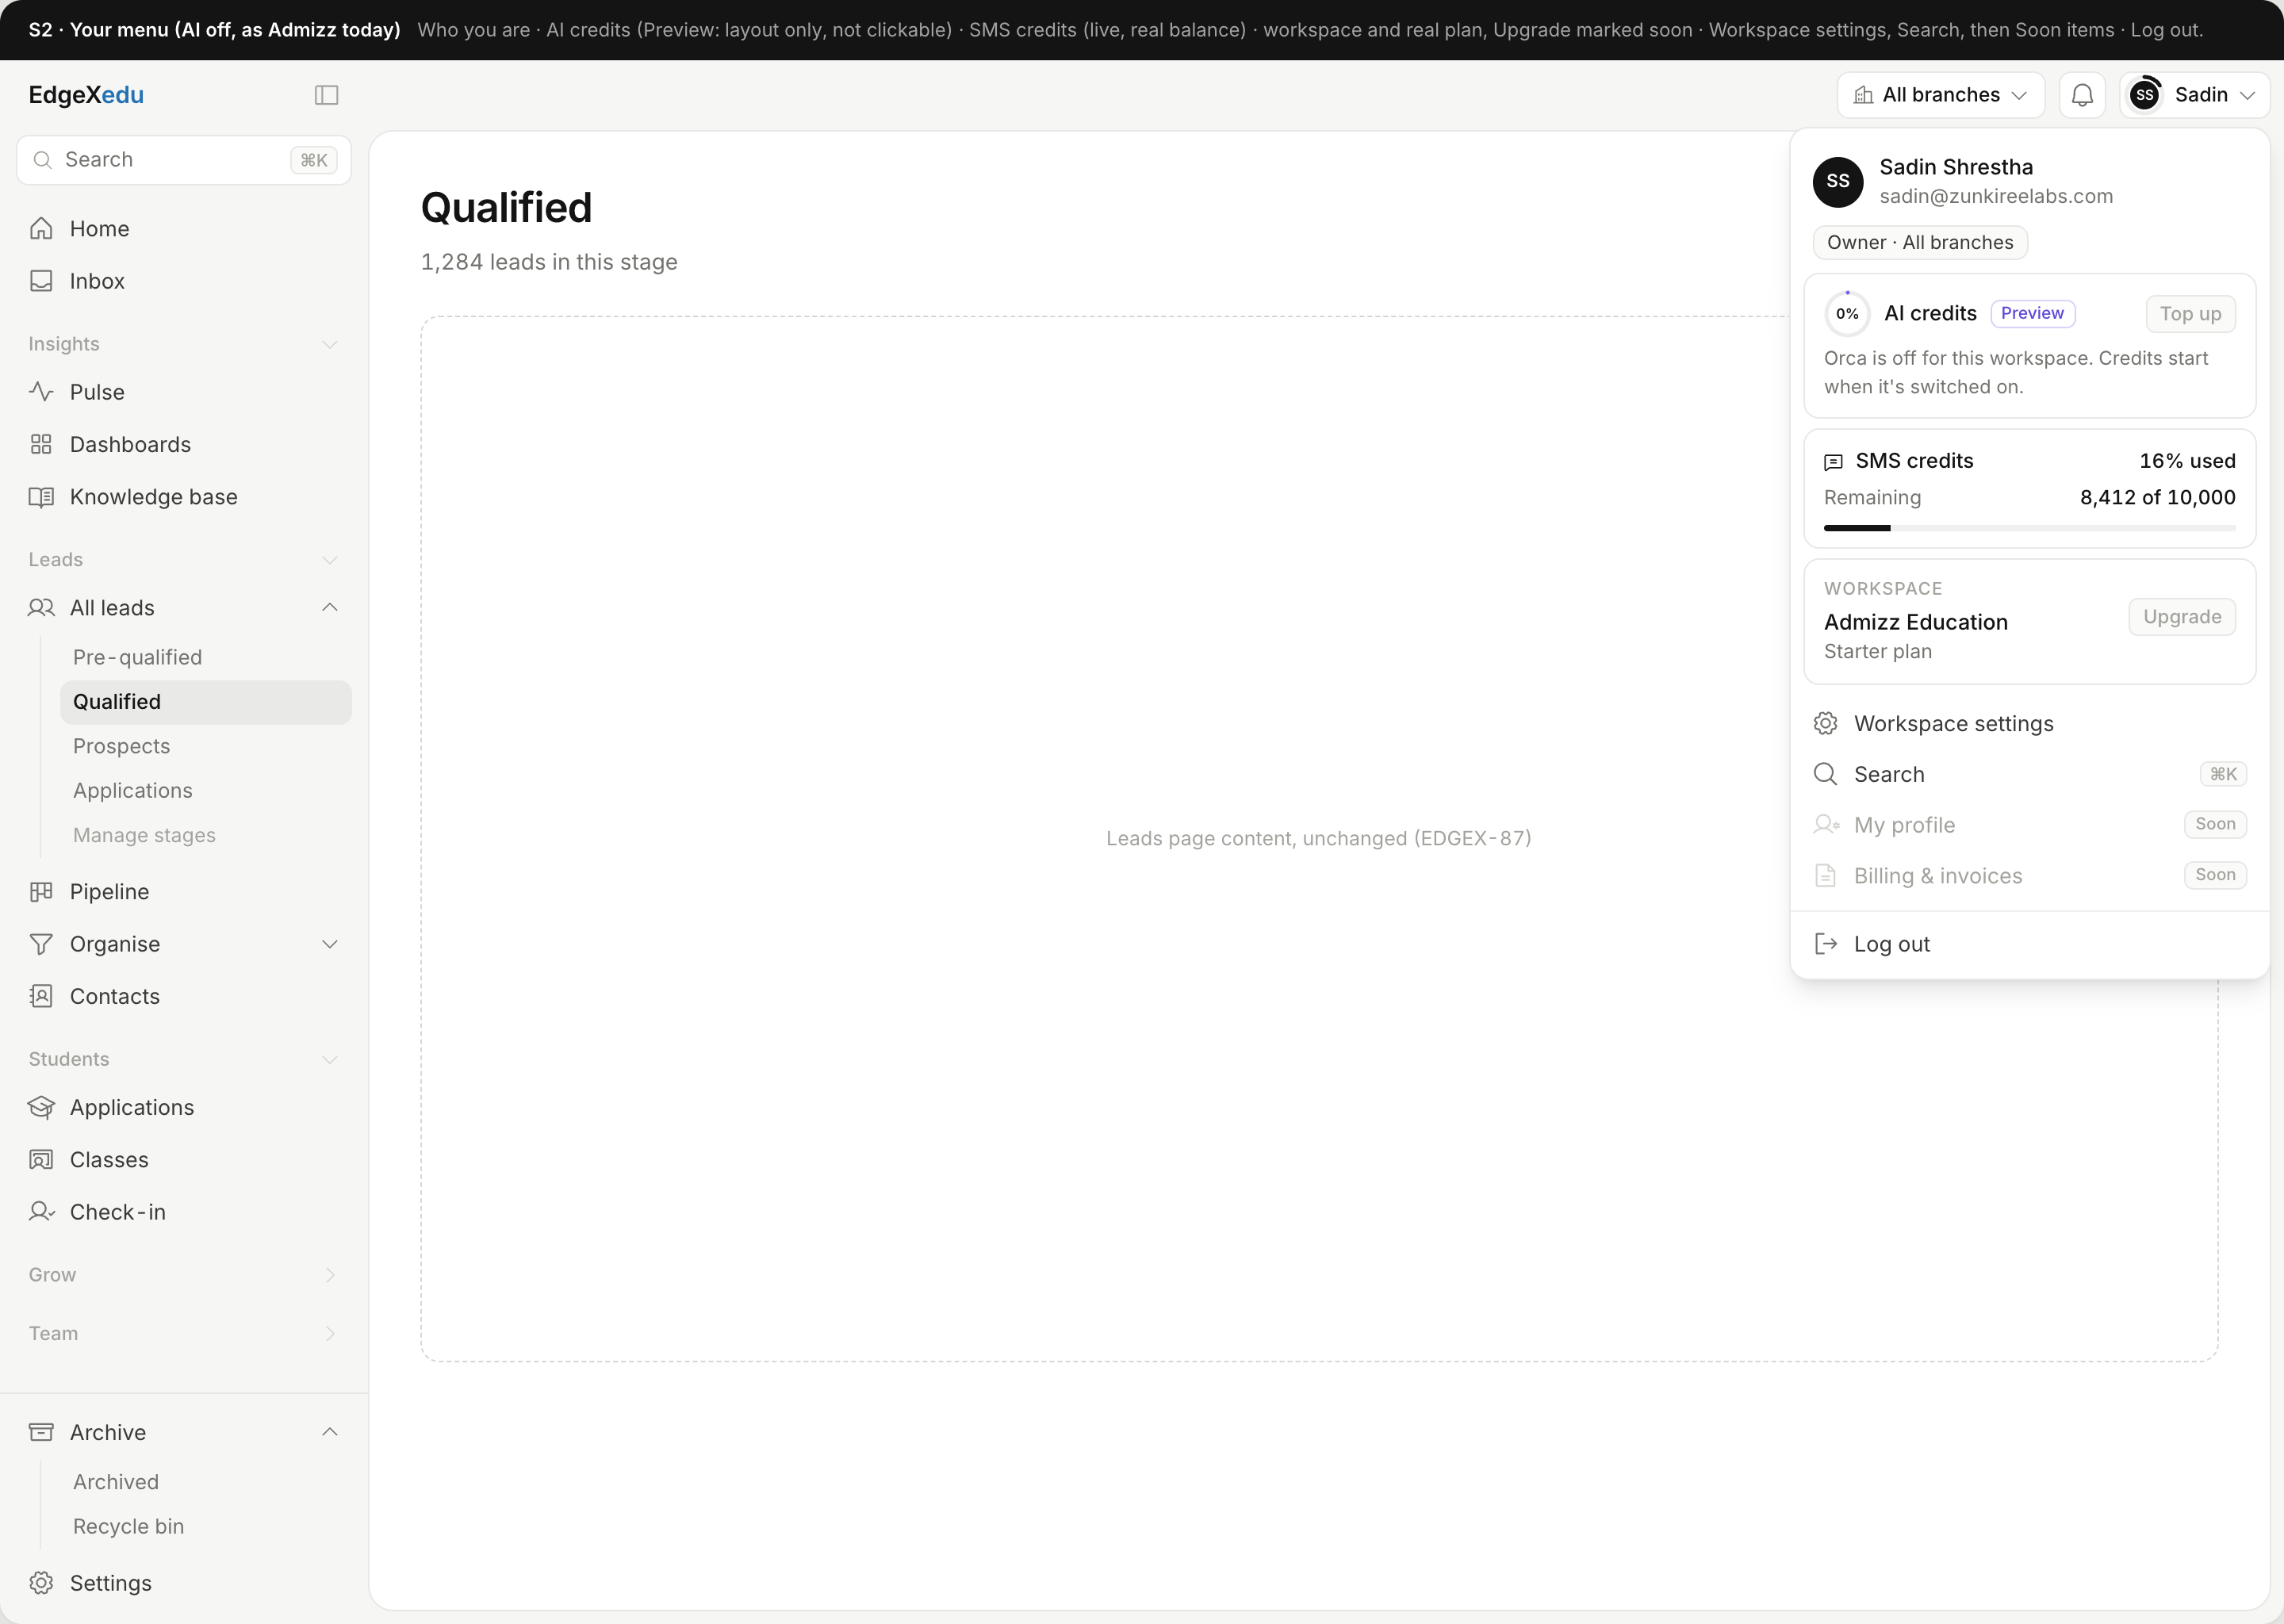 S2 · Your menu (AI off, as Admizz today) Who you are · AI credits (Preview: layout only, not clickable) · SMS credits (live, real balance) · workspace and real plan, Upgrade marked soon · Workspace settings, Search, then Soon items · Log out.
EdgeXedu
All branches
SS Sadin
Search ⌘K
Home
Inbox
Insights
Pulse
Dashboards
Knowledge base
Leads
All leads
Pre-qualified
Qualified
Prospects
Applications
Manage stages
Pipeline
Organise
Contacts
Students
Applications
Classes
Check-in
Grow
Team
Archive
Archived
Recycle bin
Settings
Qualified
1,284 leads in this stage
Leads page content, unchanged (EDGEX-87)
SS
Sadin Shrestha
sadin@zunkireelabs.com
Owner · All branches
0% AI credits Preview Top up
Orca is off for this workspace. Credits start
when it's switched on.
SMS credits 16% used
Remaining 8,412 of 10,000
WORKSPACE
Admizz Education
Upgrade
Starter plan
Workspace settings
Search ⌘K
My profile Soon
Billing & invoices Soon
Log out